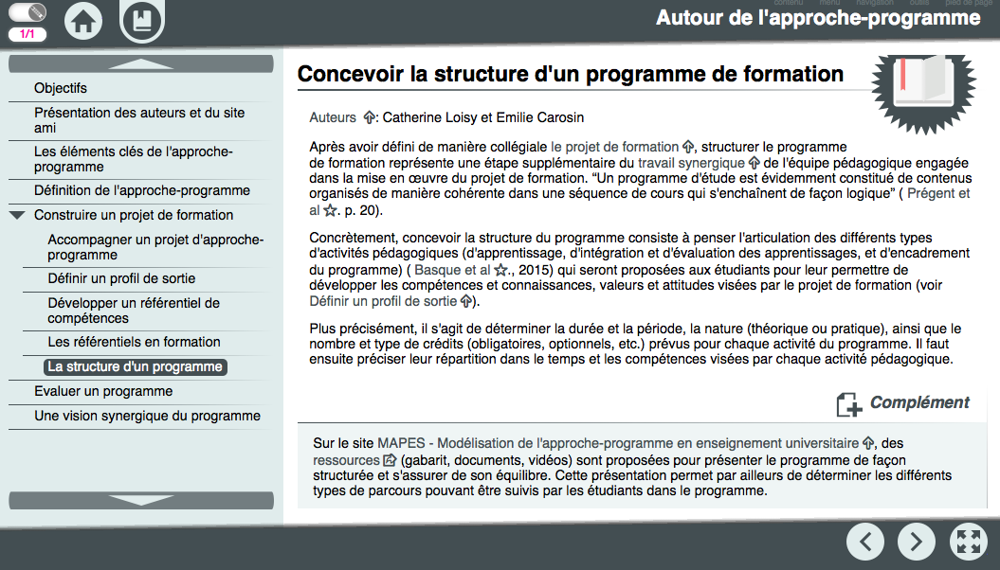 contenu menu navigation outils pied de page
Autour de l'approche-programme
1/1
Objectifs
Présentation des auteurs et du site
ami
Les éléments clés de l'approche-
programme
Définition de l'approche-programme
Construire un projet de formation
Accompagner un projet d'approche-
programme
Définir un profil de sortie
Développer un référentiel de
compétences
Les référentiels en formation
La structure d'un programme
Evaluer un programme
Une vision synergique du programme
Concevoir la structure d'un programme de formation
Auteurs : Catherine Loisy et Emilie Carosin
Après avoir défini de manière collégiale le projet de formation , structurer le programme
de formation représente une étape supplémentaire du travail synergique de l'équipe pédagogique engagée
dans la mise en œuvre du projet de formation. “Un programme d'étude est évidemment constitué de contenus
organisés de manière cohérente dans une séquence de cours qui s'enchaînent de façon logique” ( Prégent et
al . p. 20).
Concrètement, concevoir la structure du programme consiste à penser l'articulation des différents types
d'activités pédagogiques (d'apprentissage, d'intégration et d'évaluation des apprentissages, et d'encadrement
du programme) ( Basque et al ., 2015) qui seront proposées aux étudiants pour leur permettre de
développer les compétences et connaissances, valeurs et attitudes visées par le projet de formation (voir
Définir un profil de sortie ).
Plus précisément, il s'agit de déterminer la durée et la période, la nature (théorique ou pratique), ainsi que le
nombre et type de crédits (obligatoires, optionnels, etc.) prévus pour chaque activité du programme. Il faut
ensuite préciser leur répartition dans le temps et les compétences visées par chaque activité pédagogique.
Complément
Sur le site MAPES - Modélisation de l'approche-programme en enseignement universitaire , des
ressources (gabarit, documents, vidéos) sont proposées pour présenter le programme de façon
structurée et s'assurer de son équilibre. Cette présentation permet par ailleurs de déterminer les différents
types de parcours pouvant être suivis par les étudiants dans le programme.